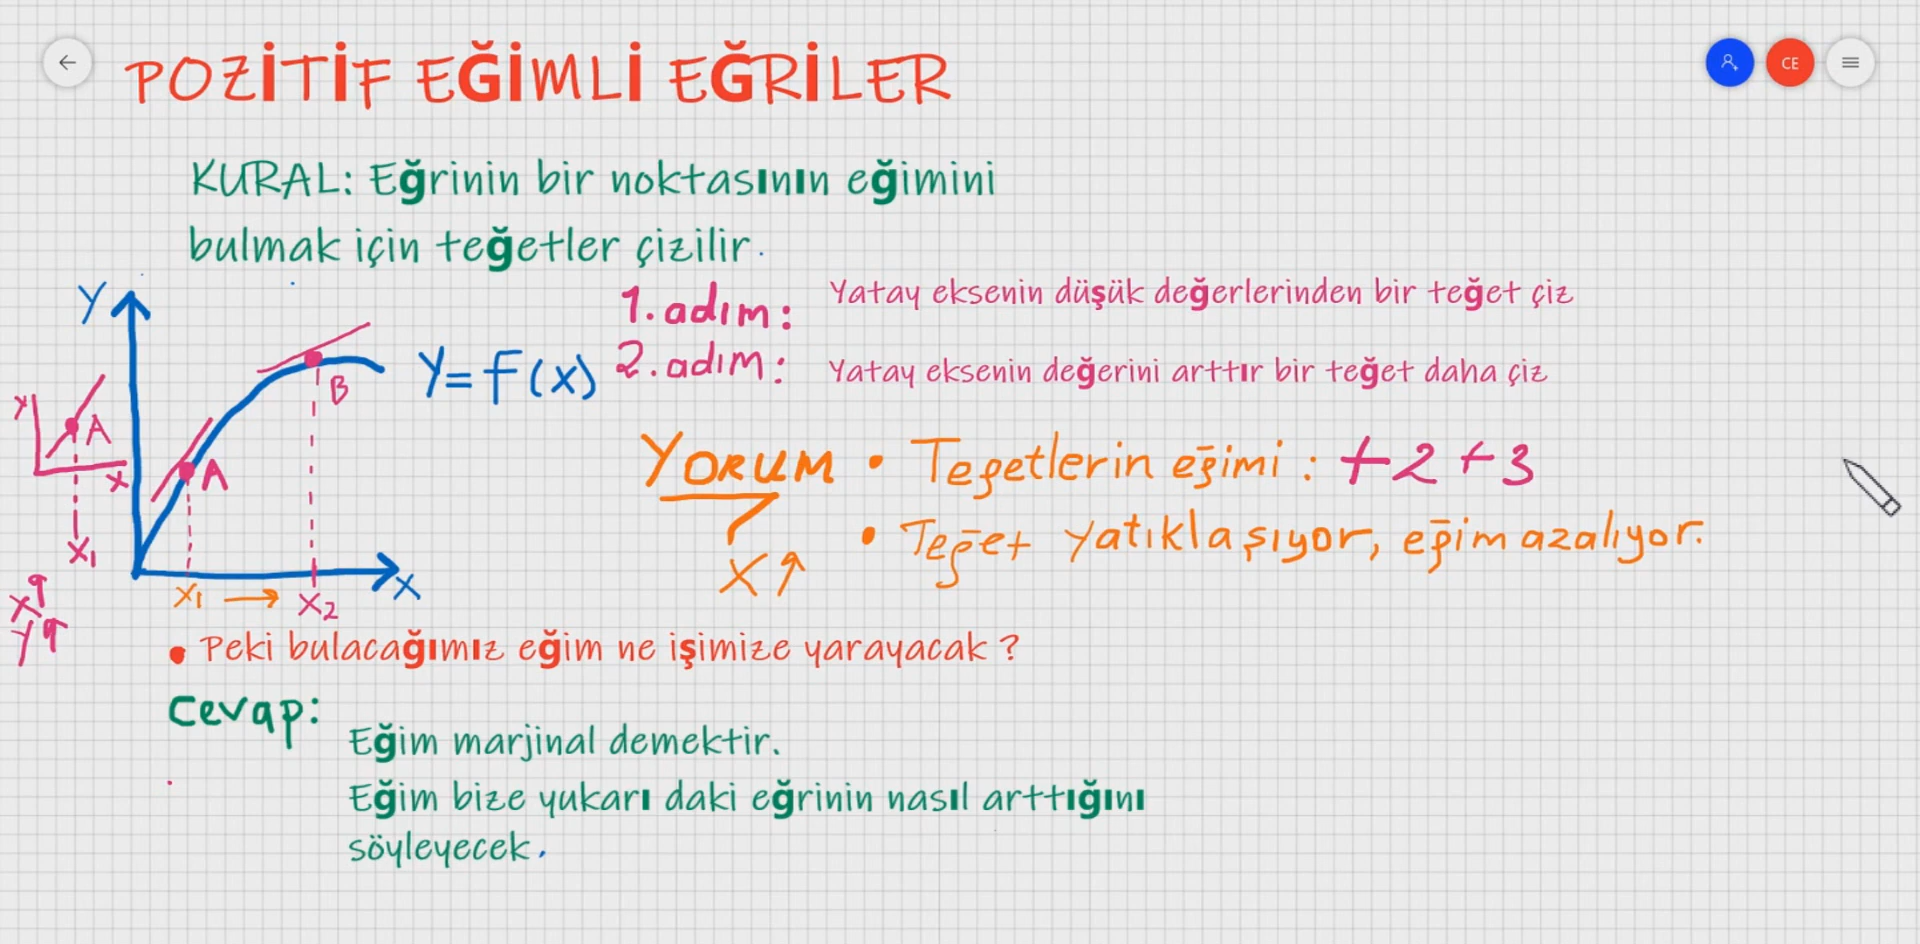 POZİTİF EĞİMLİ EĞRİLER
CE
KURAL: Eğrinin bir noktasının eğimini
bulmak için teğetler çizilir.
1. adım: Yatay eksenin düşük değerlerinden bir teğet çiz
2. adım: Yatay eksenin değerini arttır bir teğet daha çiz
Y
B
Y=f(x)
Y
A
X
X1
A
X1 → X2
X
YORUM • Teğetlerin eğimi : +2 +3
X↑
• Teğet yatıklaşıyor, eğim azalıyor.
X↑
Y↑
• Peki bulacağımız eğim ne işimize yarayacak ?
Cevap:
Eğim marjinal demektir.
Eğim bize yukarı daki eğrinin nasıl arttığını
söyleyecek.